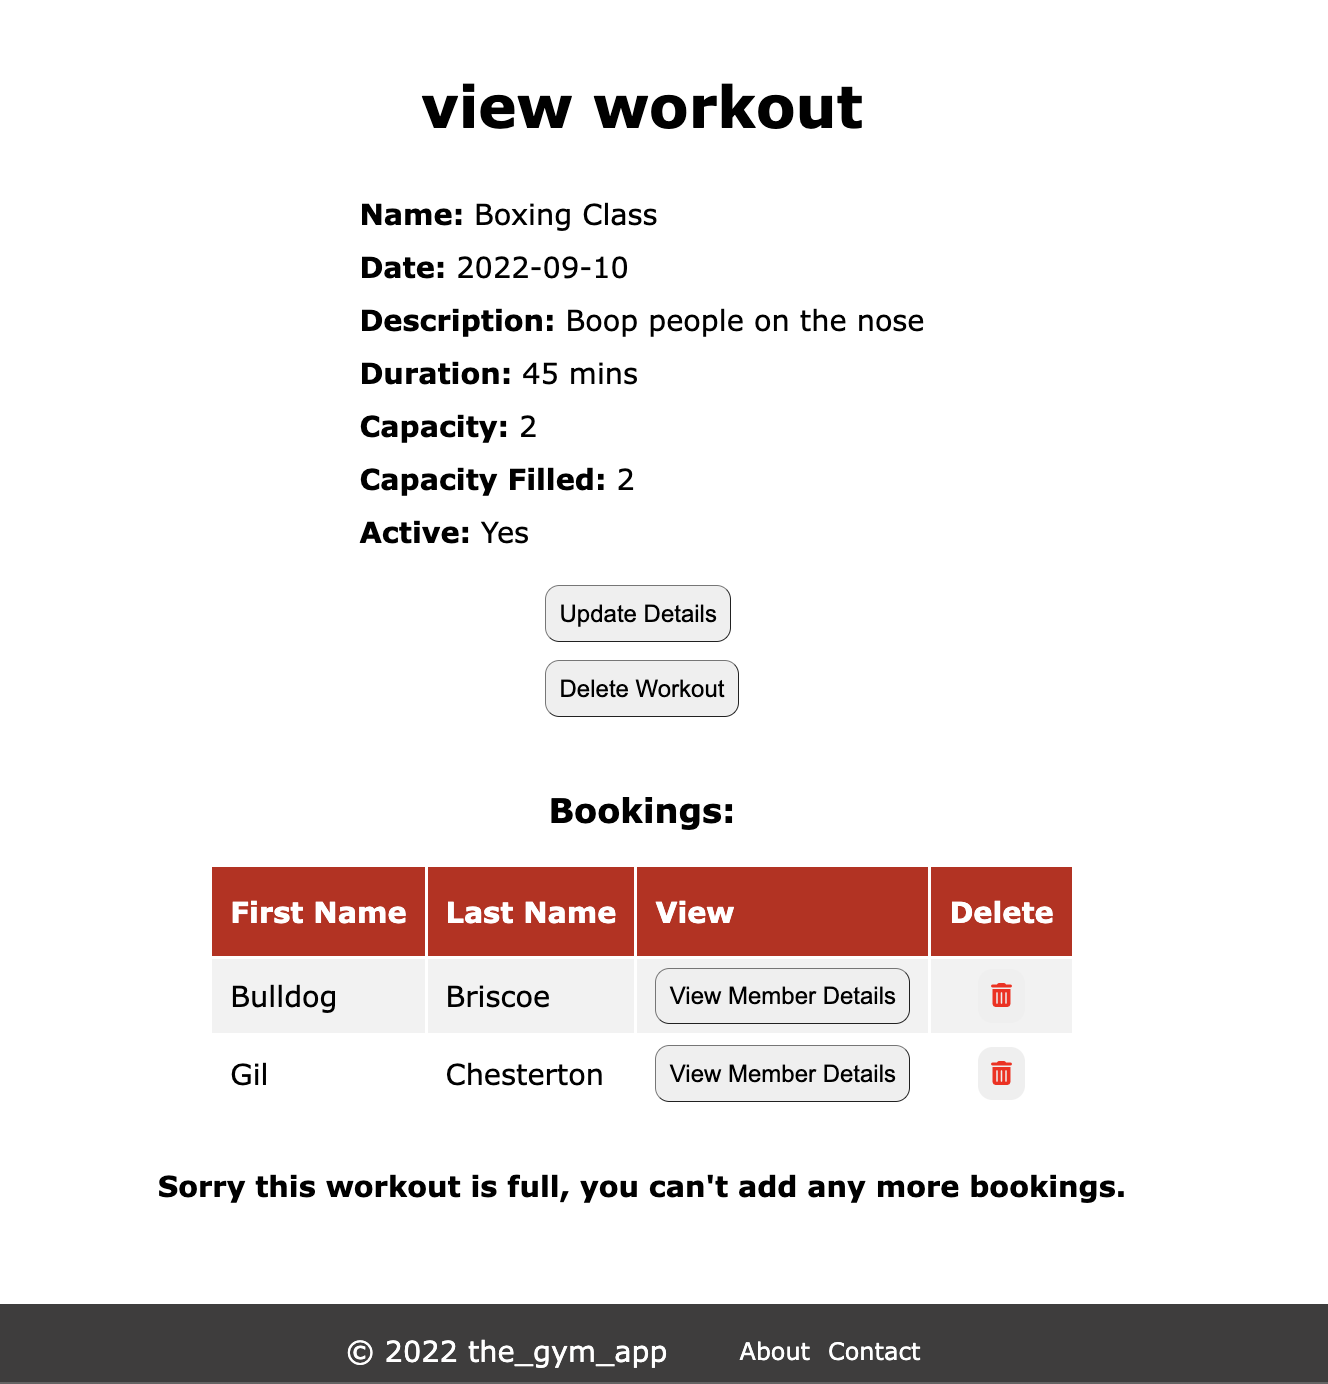 view workout
Name: Boxing Class
Date: 2022-09-10
Description: Boop people on the nose
Duration: 45 mins
Capacity: 2
Capacity Filled: 2
Active: Yes
Update Details
Delete Workout
Bookings:
First Name Last Name View Delete
Bulldog Briscoe View Member Details
Gil Chesterton View Member Details
Sorry this workout is full, you can't add any more bookings.
© 2022 the_gym_app About Contact